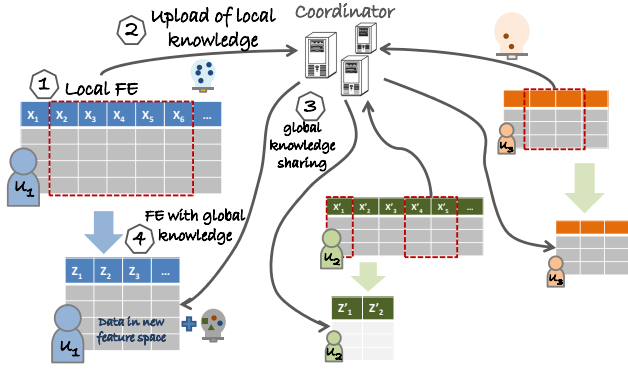 Coordinator
2 Upload of local
knowledge
1 Local FE
X₁ X₂ X₃ X₄ X₅ X₆ ...
u₁
3
global
knowledge
sharing
u₃
4 FE with global
knowledge
X'₁ X'₂ X'₃ X'₄ X'₅ ...
u₂
Z₁ Z₂ Z₃ ...
Data in new
feature space
u₁
u₃
Z'₁ Z'₂
u₂